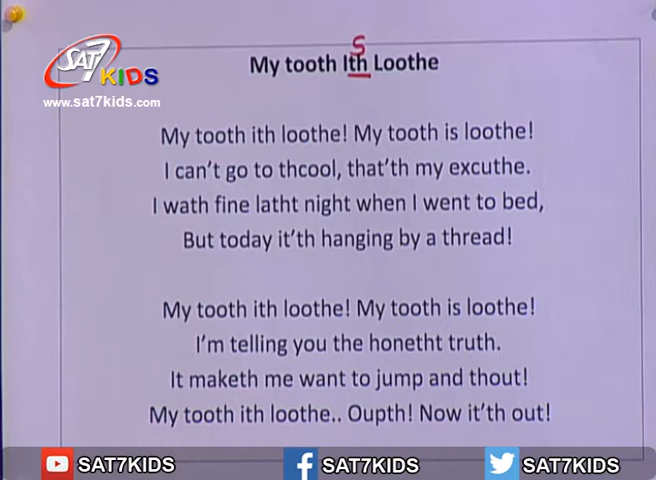 S
My tooth Ith Loothe
SAT7 KIDS
www.sat7kids.com
My tooth ith loothe! My tooth is loothe!
I can't go to thcool, that'th my excuthe.
I wath fine latht night when I went to bed,
But today it'th hanging by a thread!
My tooth ith loothe! My tooth is loothe!
I'm telling you the honetht truth.
It maketh me want to jump and thout!
My tooth ith loothe.. Oupth! Now it'th out!
SAT7KIDS SAT7KIDS SAT7KIDS